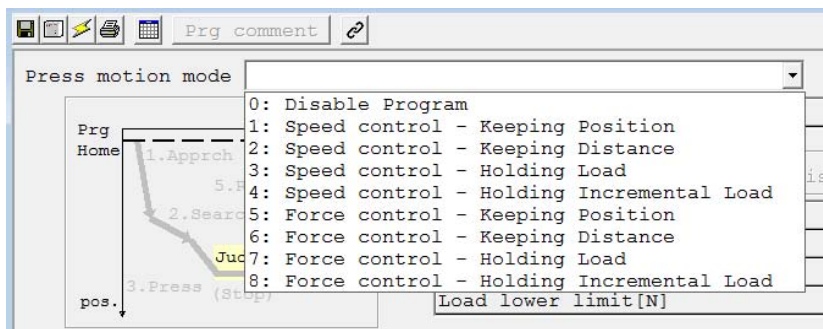 Prg comment
Press motion mode
0: Disable Program
1: Speed control - Keeping Position
2: Speed control - Keeping Distance
3: Speed control - Holding Load
4: Speed control - Holding Incremental Load
5: Force control - Keeping Position
6: Force control - Keeping Distance
7: Force control - Holding Load
8: Force control - Holding Incremental Load
Prg
Home
1.Apprch
2.Searc
Jud
3.Press (Stop)
pos.
Load lower limit[N]